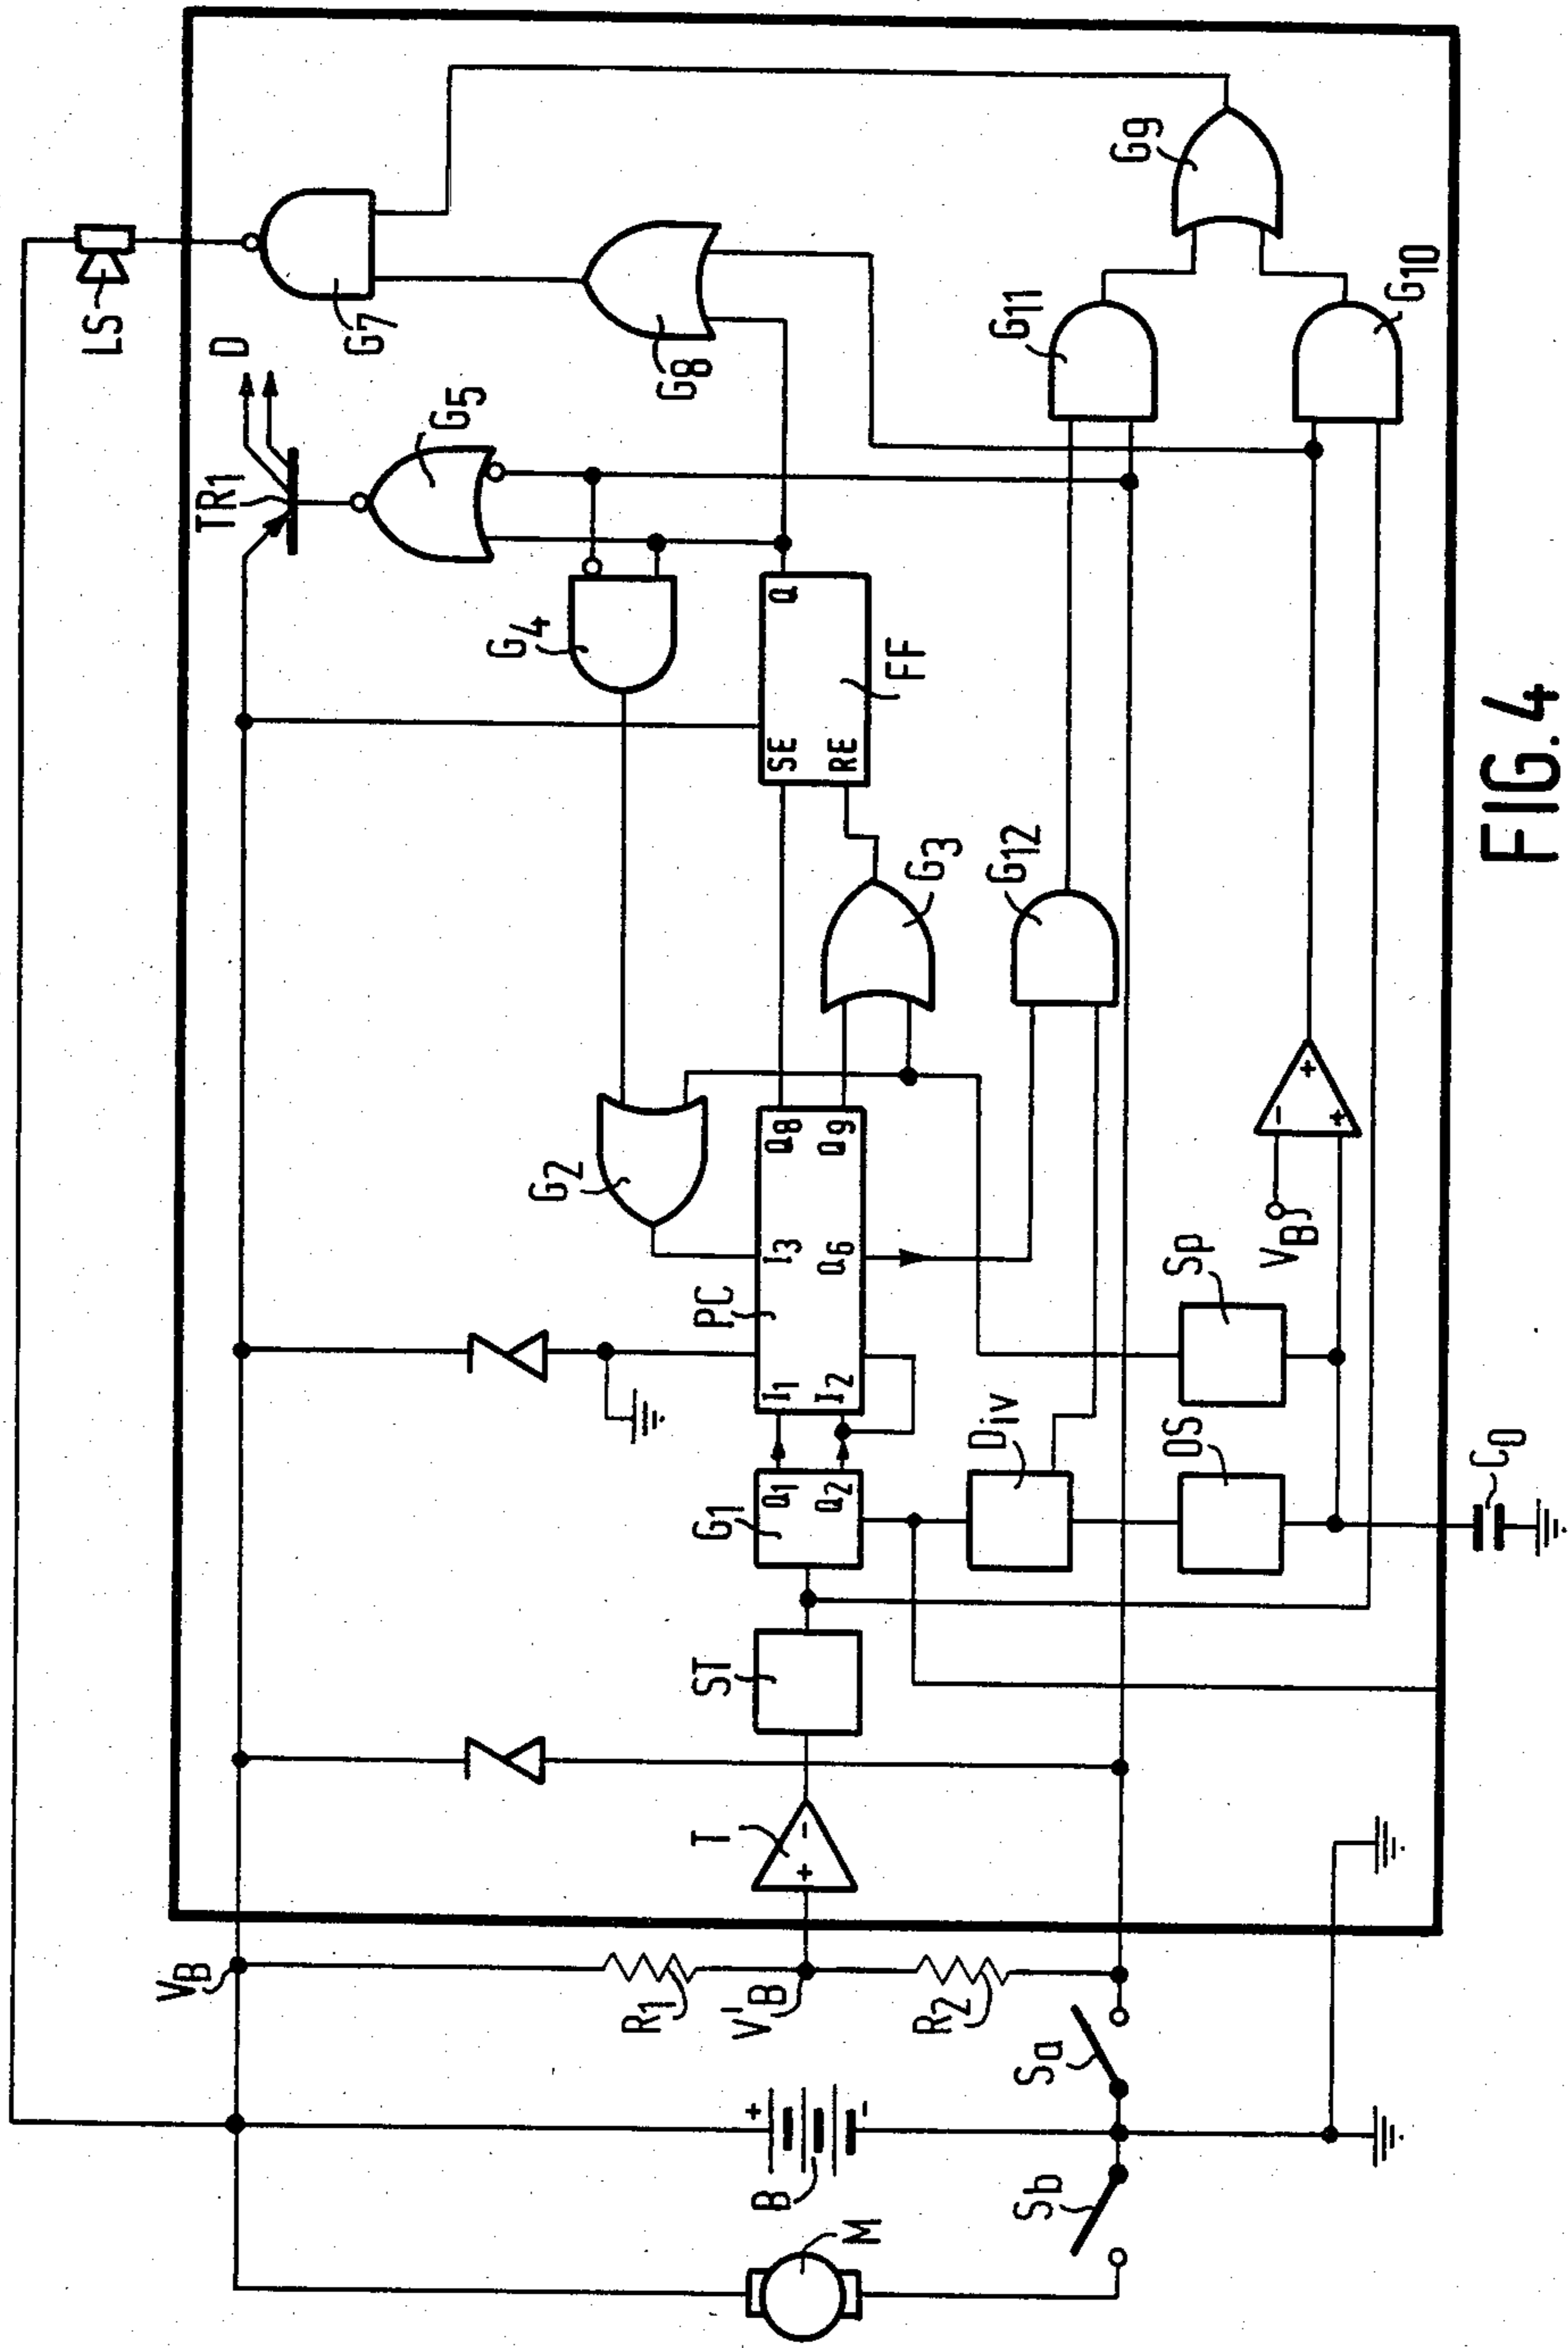 LS
D
TR1
G7
G5
G8
G9
G11
G10
G4
Q
FF
SE
RE
G3
G12
G2
Q8
Q9
I3
Q6
PC
I1
I2
+
-
+
VB
Sp
Div
OS
C0
G1
Q1
Q2
ST
T
-
+
VB
R1
V'B
R2
Sa
+
-
B
Sb
M
FIG.4